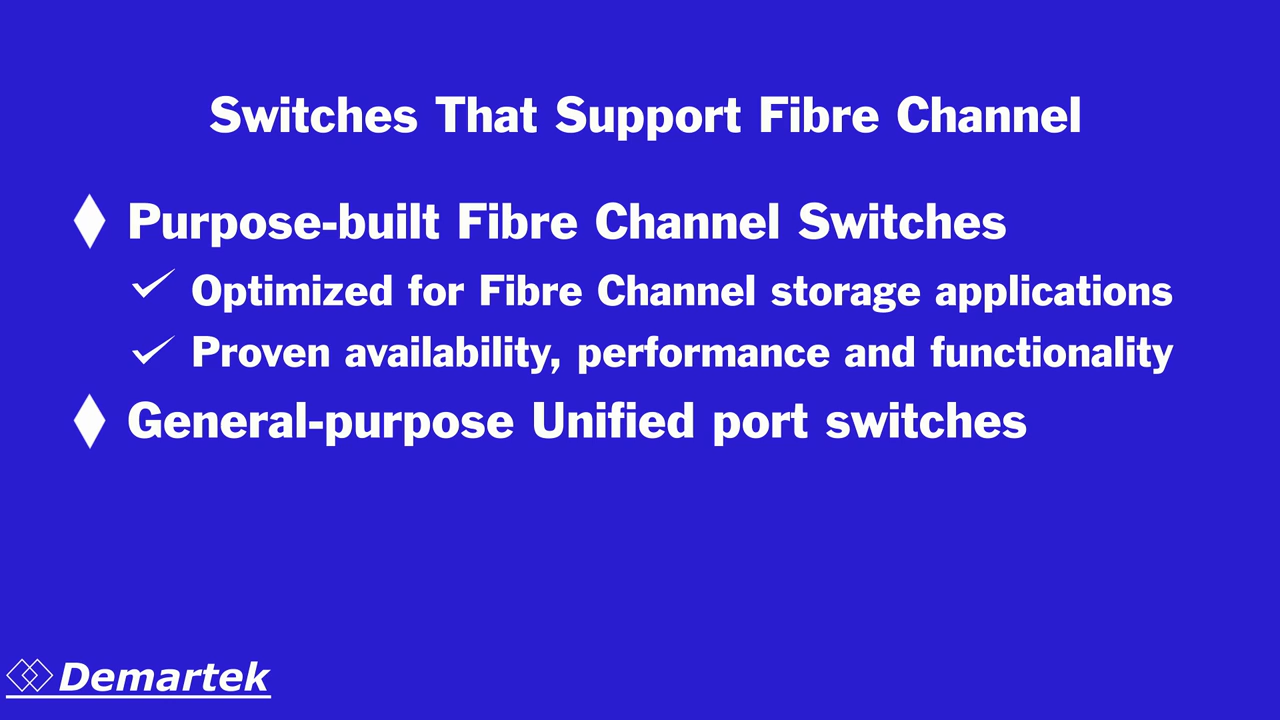 Switches That Support Fibre Channel
Purpose-built Fibre Channel Switches
Optimized for Fibre Channel storage applications
Proven availability, performance and functionality
General-purpose Unified port switches
Demartek